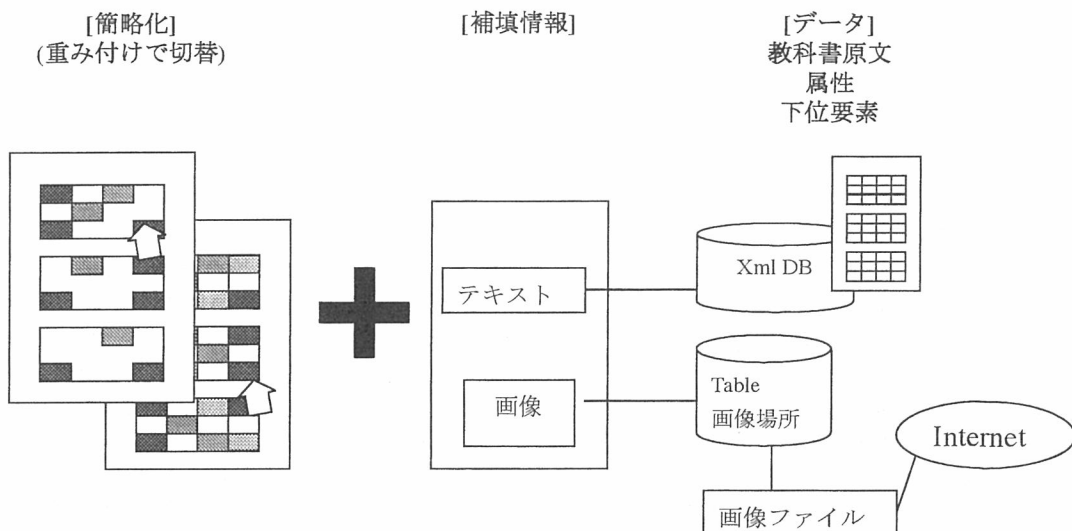 [簡略化]
(重み付けで切替)
[補填情報]
[データ]
教科書原文
属性
下位要素
テキスト
画像
Xml DB
Table
画像場所
画像ファイル
Internet